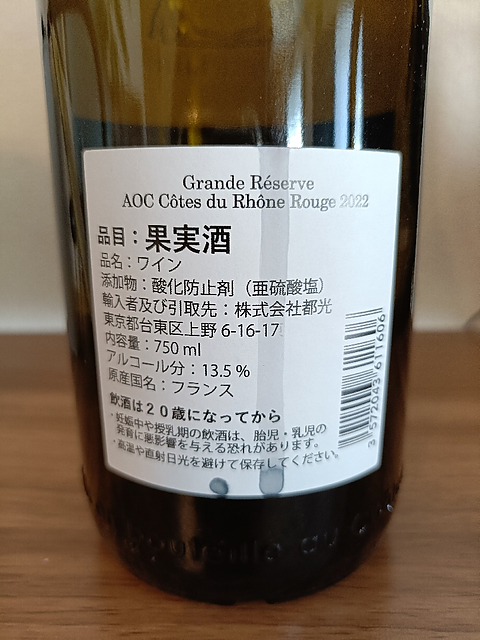 Grande Réserve
AOC Côtes du Rhône Rouge 2022
品目：果実酒
品名：ワイン
添加物：酸化防止剤（亜硫酸塩）
輸入者及び引取先：株式会社都光
東京都台東区上野 6-16-17
内容量：750 ml
アルコール分：13.5 %
原産国名：フランス
飲酒は２０歳になってから
・妊娠中や授乳期の飲酒は、胎児・乳児の
発育に悪影響を与える恐れがあります。
・高温や直射日光を避けて保存してください。
3 572043 611606